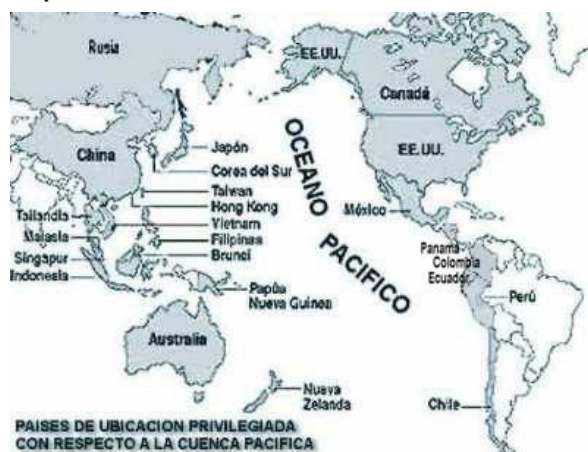 Rusia
EE.UU.
Canadá
China
EE.UU.
Japón
Corea del Sur
Taiwan
Hong Kong
Tailandia
Vietnam
Malasia
Filipinas
Singapur
Brunei
Indonesia
Papúa
Nueva Guinea
OCEANO PACIFICO
México
Panamá
Colombia
Ecuador
Perú
Australia
Nueva
Zelanda
Chile
PAISES DE UBICACION PRIVILEGIADA
CON RESPECTO A LA CUENCA PACIFICA